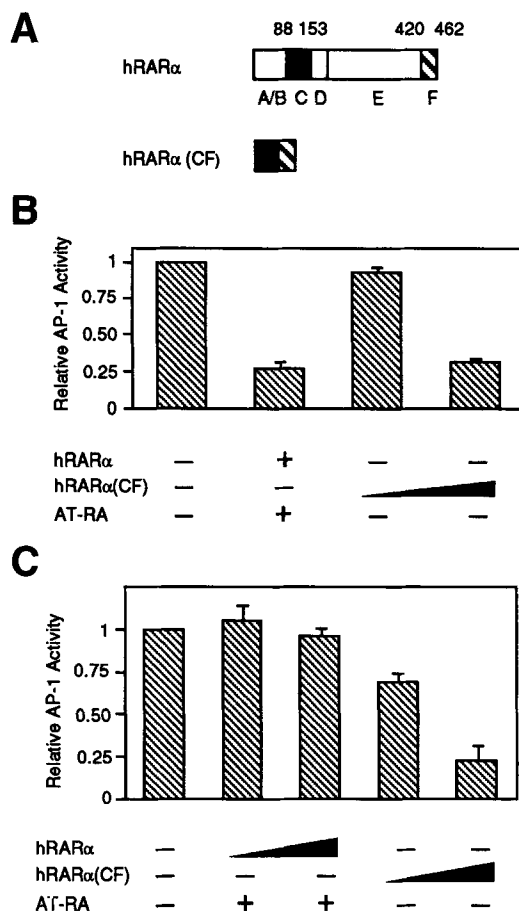 A
88 153 420 462
hRARα
A/B C D E F
hRARα (CF)
B
Relative AP-1 Activity
1
0.75
0.50
0.25
0
hRARα — + — —
hRARα(CF) — —
AT-RA — + — —
C
Relative AP-1 Activity
1
0.75
0.50
0.25
0
hRARα — — —
hRARα(CF) — — —
AT-RA — + + — —